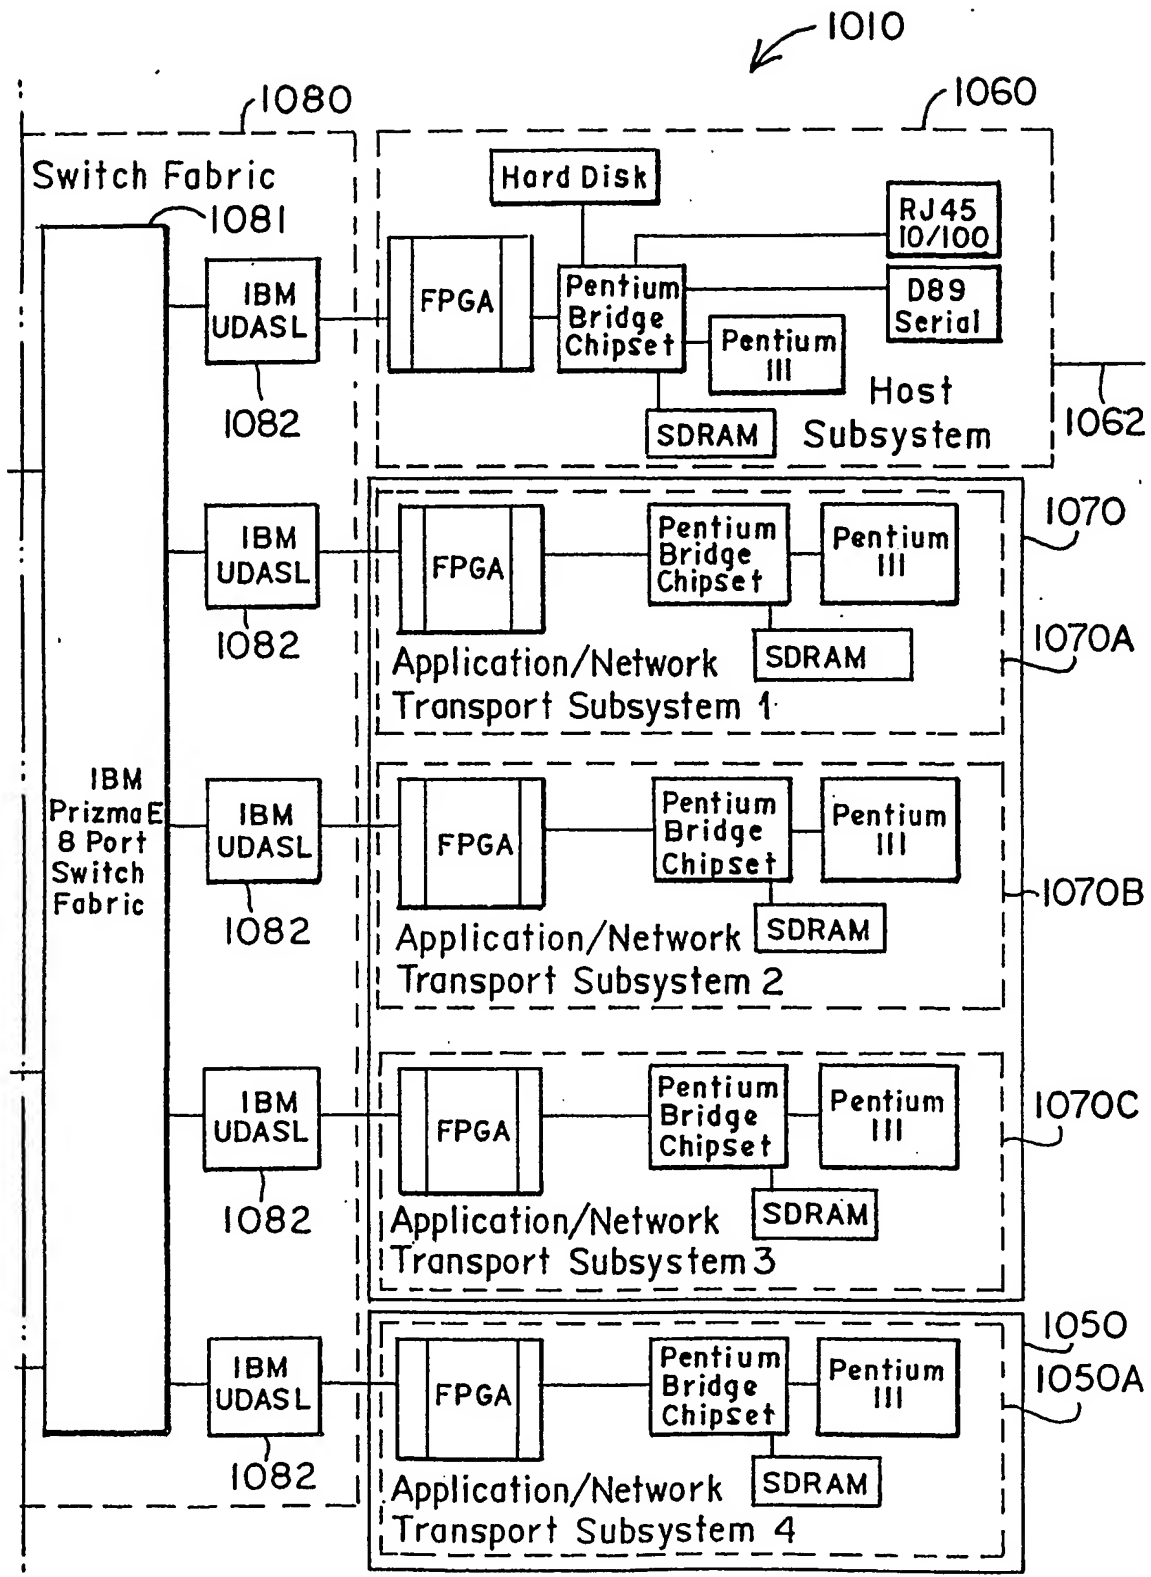 1010
1080
1060
Switch Fabric
1081
Hard Disk
RJ45
10/100
FPGA
Pentium
Bridge
Chipset
D89
Serial
IBM
UDASL
Pentium
III
1082
SDRAM
Host
Subsystem
1062
IBM
UDASL
1082
FPGA
Pentium
Bridge
Chipset
Pentium
III
SDRAM
Application/Network
Transport Subsystem 1
1070
1070A
IBM
PrizmaE
8 Port
Switch
Fabric
IBM
UDASL
1082
FPGA
Pentium
Bridge
Chipset
Pentium
III
SDRAM
Application/Network
Transport Subsystem 2
1070B
IBM
UDASL
1082
FPGA
Pentium
Bridge
Chipset
Pentium
III
SDRAM
Application/Network
Transport Subsystem 3
1070C
IBM
UDASL
1082
FPGA
Pentium
Bridge
Chipset
Pentium
III
SDRAM
Application/Network
Transport Subsystem 4
1050
1050A